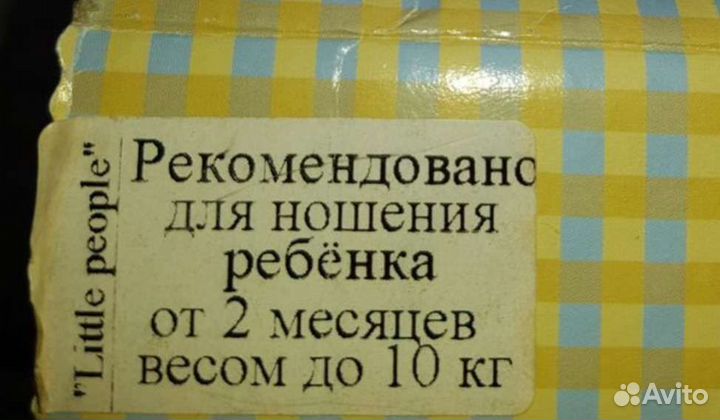 "Little people"
Рекомендовано
для ношения
ребёнка
от 2 месяцев
весом до 10 кг
Avito